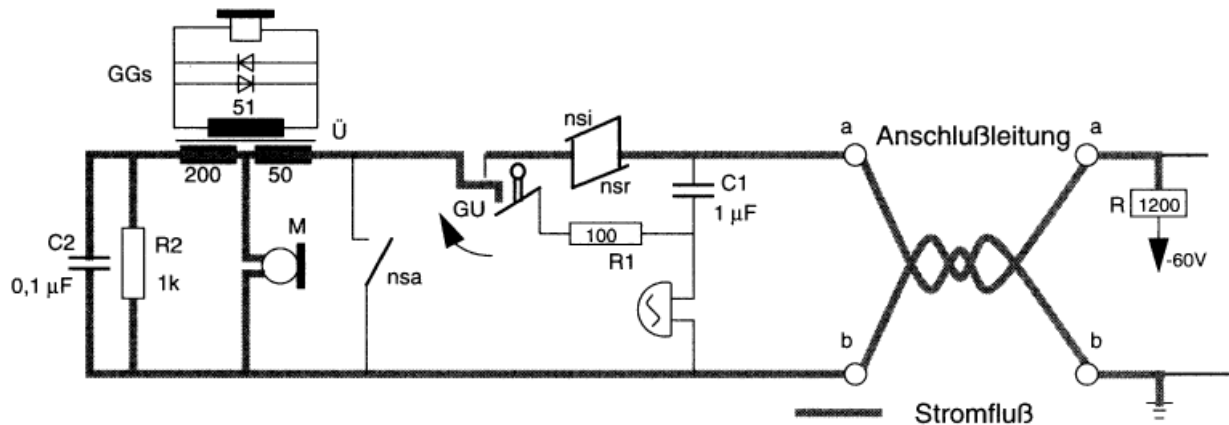 GGs
51
Ü
200
50
C2
0,1 µF
R2
1k
M
nsa
GU
nsi
nsr
100
R1
C1
1 µF
a
Anschlußleitung
a
b
b
R
1200
-60V
Stromfluß